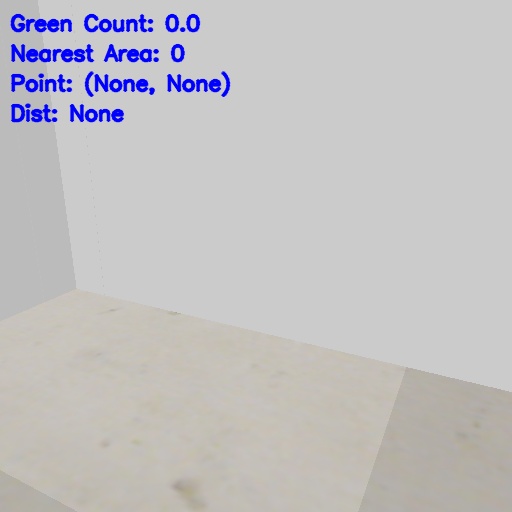 Green Count: 0.0
Nearest Area: 0
Point: (None, None)
Dist: None